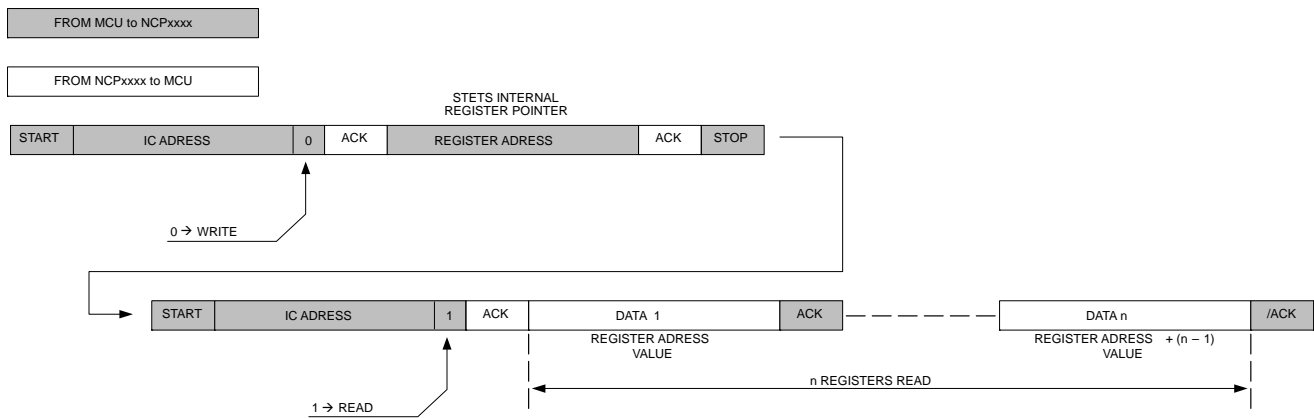 FROM MCU to NCPxxxx
FROM NCPxxxx to MCU
STETS INTERNAL
REGISTER POINTER
START IC ADRESS 0 ACK REGISTER ADRESS ACK STOP
0 → WRITE
START IC ADRESS 1 ACK DATA 1 ACK DATA n /ACK
REGISTER ADRESS REGISTER ADRESS + (n – 1)
VALUE VALUE
n REGISTERS READ
1 → READ